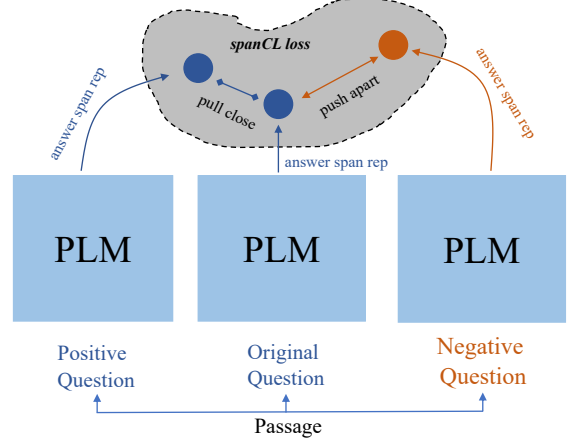 spanCL loss
pull close
push apart
answer span rep
answer span rep
answer span rep
PLM
PLM
PLM
Positive
Question
Original
Question
Negative
Question
Passage